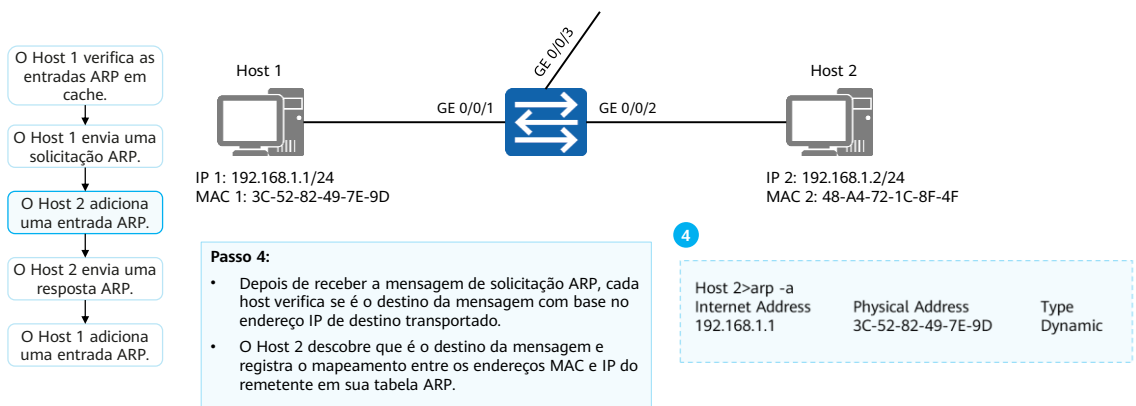 O Host 1 verifica as
entradas ARP em
cache.
O Host 1 envia uma
solicitação ARP.
O Host 2 adiciona
uma entrada ARP.
O Host 2 envia uma
resposta ARP.
O Host 1 adiciona
uma entrada ARP.
GE 0/0/3
Host 1
Host 2
GE 0/0/1
GE 0/0/2
IP 1: 192.168.1.1/24
MAC 1: 3C-52-82-49-7E-9D
IP 2: 192.168.1.2/24
MAC 2: 48-A4-72-1C-8F-4F
Passo 4:
• Depois de receber a mensagem de solicitação ARP, cada
host verifica se é o destino da mensagem com base no
endereço IP de destino transportado.
• O Host 2 descobre que é o destino da mensagem e
registra o mapeamento entre os endereços MAC e IP do
remetente em sua tabela ARP.
4
Host 2>arp -a
Internet Address Physical Address Type
192.168.1.1 3C-52-82-49-7E-9D Dynamic